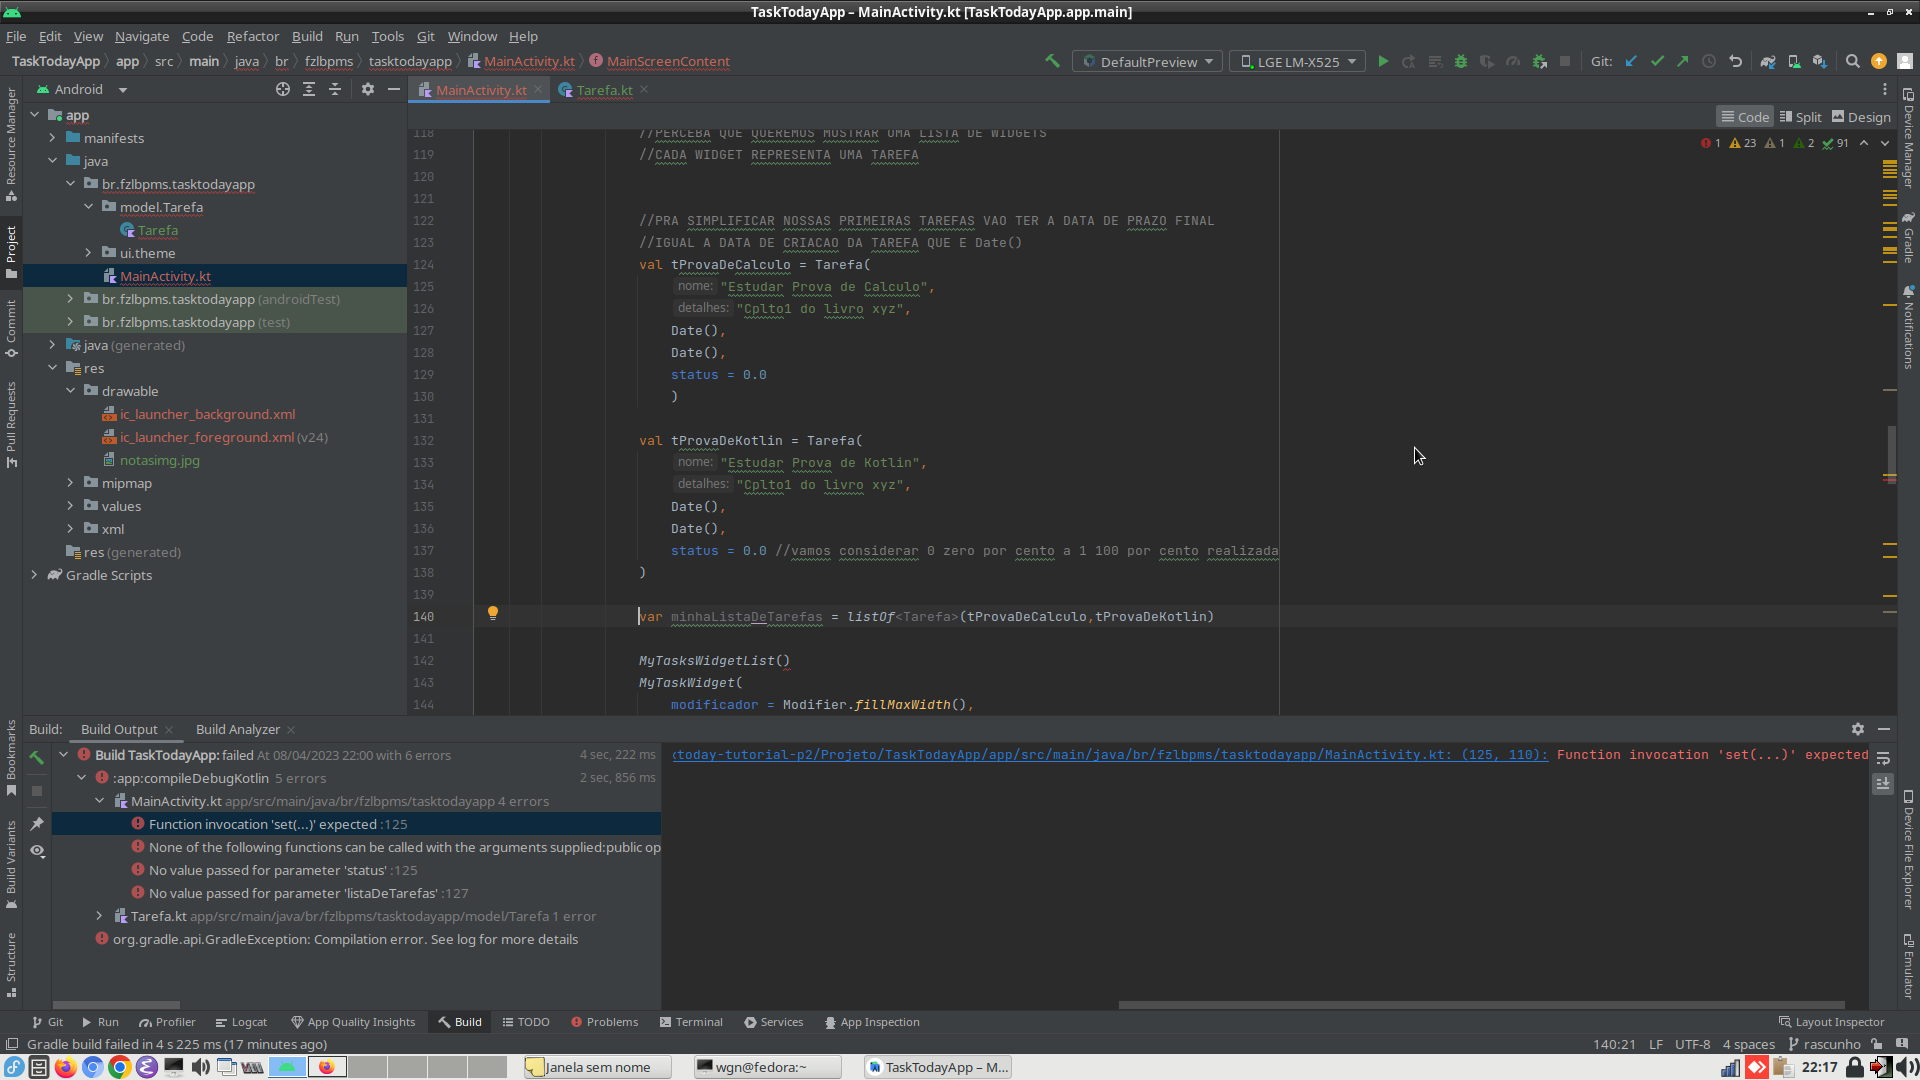 TaskTodayApp – MainActivity.kt [TaskTodayApp.app.main]
File Edit View Navigate Code Refactor Build Run Tools Git Window Help
TaskTodayApp app src main java br fzlbpms tasktodayapp MainActivity.kt MainScreenContent DefaultPreview LGE LM-X525 Git:
Android MainActivity.kt Tarefa.kt
Code Split Design
1 23 1 2 91
Resource Manager
Project
Commit
Pull Requests
Bookmarks
Build Variants
Structure
app
manifests
java
br.fzlbpms.tasktodayapp
model.Tarefa
Tarefa
ui.theme
MainActivity.kt
br.fzlbpms.tasktodayapp (androidTest)
br.fzlbpms.tasktodayapp (test)
java (generated)
res
drawable
ic_launcher_background.xml
ic_launcher_foreground.xml (v24)
notasimg.jpg
mipmap
values
xml
res (generated)
Gradle Scripts
118 //PERCEBA QUE QUEREMOS MOSTRAR UMA LISTA DE WIDGETS
119 //CADA WIDGET REPRESENTA UMA TAREFA
120
121
122 //PRA SIMPLIFICAR NOSSAS PRIMEIRAS TAREFAS VAO TER A DATA DE PRAZO FINAL
123 //IGUAL A DATA DE CRIACAO DA TAREFA QUE E Date()
124 val tProvaDeCalculo = Tarefa(
125 nome: "Estudar Prova de Calculo",
126 detalhes: "Cplto1 do livro xyz",
127 Date(),
128 Date(),
129 status = 0.0
130 )
131
132 val tProvaDeKotlin = Tarefa(
133 nome: "Estudar Prova de Kotlin",
134 detalhes: "Cplto1 do livro xyz",
135 Date(),
136 Date(),
137 status = 0.0 //vamos considerar 0 zero por cento a 1 100 por cento realizada
138 )
139
140 var minhaListaDeTarefas = listOf<Tarefa>(tProvaDeCalculo,tProvaDeKotlin)
141
142 MyTasksWidgetList()
143 MyTaskWidget(
144 modificador = Modifier.fillMaxWidth(),
Device Manager
Gradle
Notifications
Device File Explorer
Emulator
Build: Build Output Build Analyzer
Build TaskTodayApp: failed At 08/04/2023 22:00 with 6 errors 4 sec, 222 ms
:app:compileDebugKotlin 5 errors 2 sec, 856 ms
MainActivity.kt app/src/main/java/br/fzlbpms/tasktodayapp 4 errors
Function invocation 'set(...)' expected :125
None of the following functions can be called with the arguments supplied:public op
No value passed for parameter 'status' :125
No value passed for parameter 'listaDeTarefas' :127
Tarefa.kt app/src/main/java/br/fzlbpms/tasktodayapp/model/Tarefa 1 error
org.gradle.api.GradleException: Compilation error. See log for more details
today-tutorial-p2/Projeto/TaskTodayApp/app/src/main/java/br/fzlbpms/tasktodayapp/MainActivity.kt: (125, 110): Function invocation 'set(...)' expected
Git Run Profiler Logcat App Quality Insights Build TODO Problems Terminal Services App Inspection Layout Inspector
Gradle build failed in 4 s 225 ms (17 minutes ago) 140:21 LF UTF-8 4 spaces rascunho
Janela sem nome wgn@fedora:~ TaskTodayApp – M... 22:17